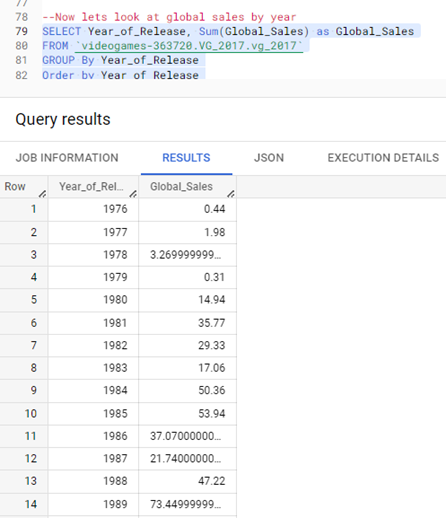 77
78 --Now lets look at global sales by year
79 SELECT Year_of_Release, Sum(Global_Sales) as Global_Sales
80 FROM `videogames-363720.VG_2017.vg_2017`
81 GROUP By Year_of_Release
82 Order by Year of Release
Query results
JOB INFORMATION RESULTS JSON EXECUTION DETAILS
Row Year_of_Rel... Global_Sales
1 1976 0.44
2 1977 1.98
3 1978 3.269999999...
4 1979 0.31
5 1980 14.94
6 1981 35.77
7 1982 29.33
8 1983 17.06
9 1984 50.36
10 1985 53.94
11 1986 37.07000000...
12 1987 21.74000000...
13 1988 47.22
14 1989 73.44999999...